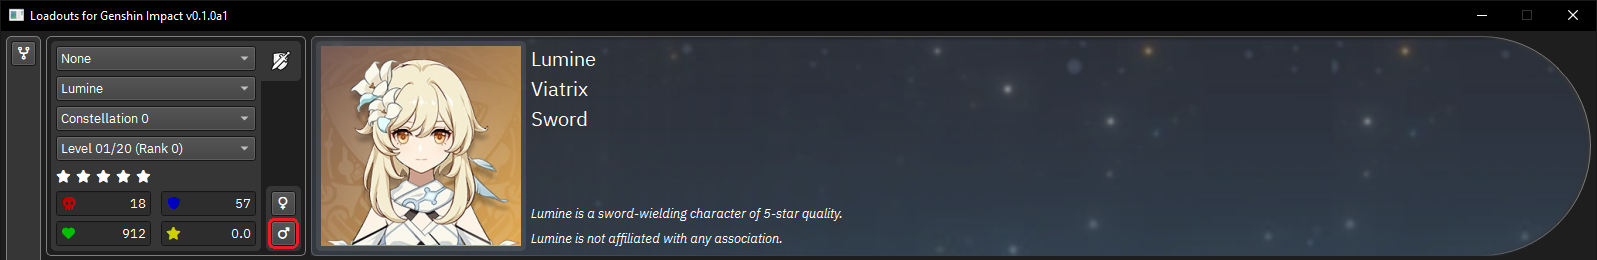 Loadouts for Genshin Impact v0.1.0a1
None
Lumine
Constellation 0
Level 01/20 (Rank 0)
18
57
912
0.0
Lumine
Viatrix
Sword
Lumine is a sword-wielding character of 5-star quality.
Lumine is not affiliated with any association.